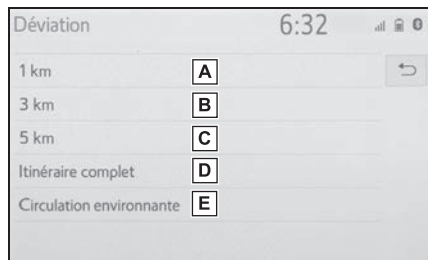 Déviation 6:32
1 km A
3 km B
5 km C
Itinéraire complet D
Circulation environnante E